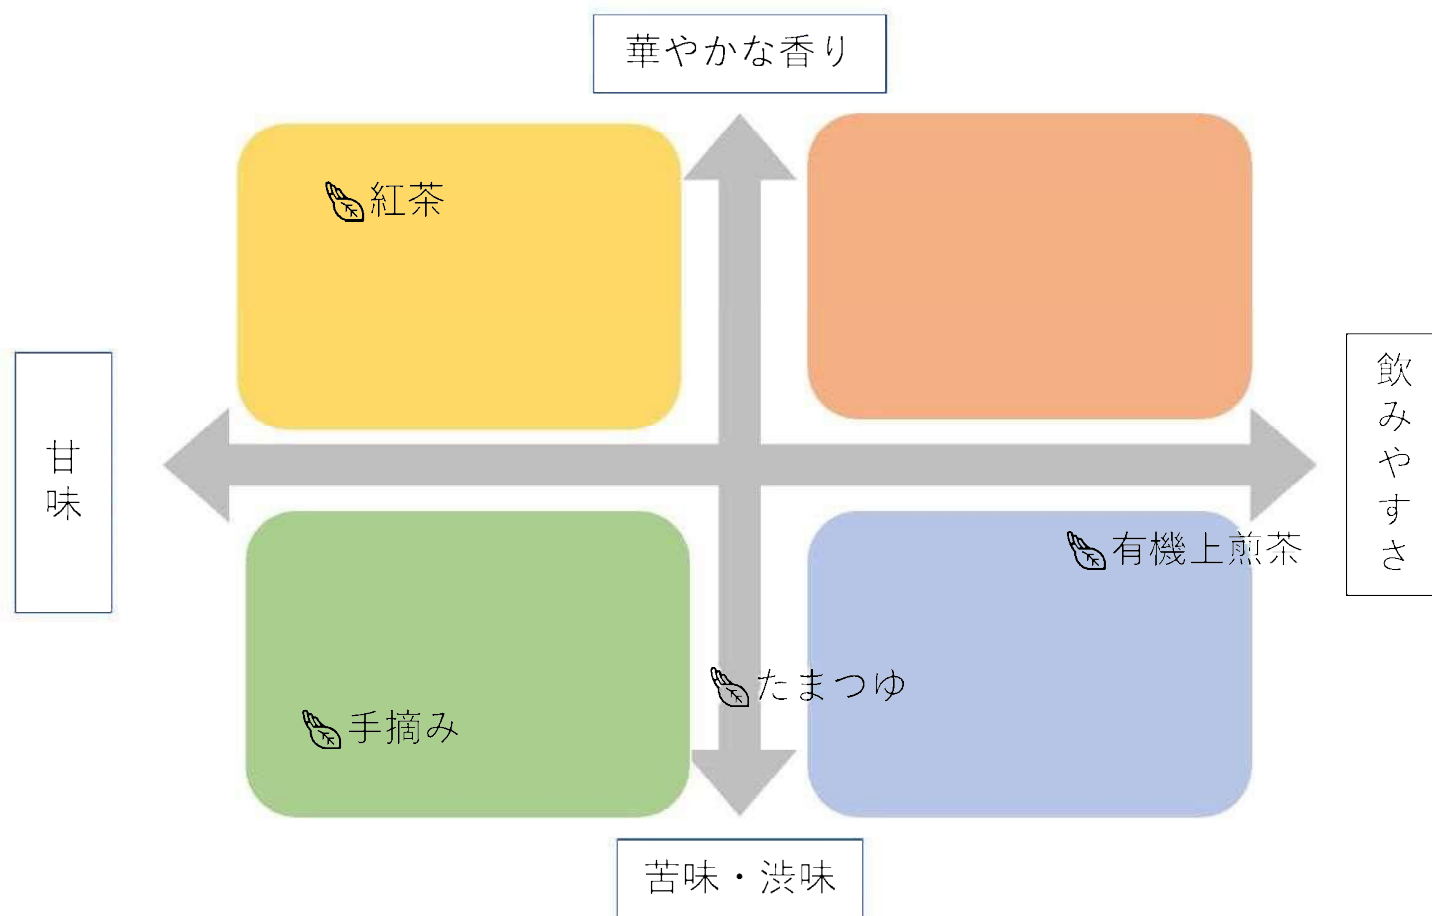 華やかな香り
紅茶
甘味
飲みやすさ
有機上煎茶
たまつゆ
手摘み
苦味・渋味